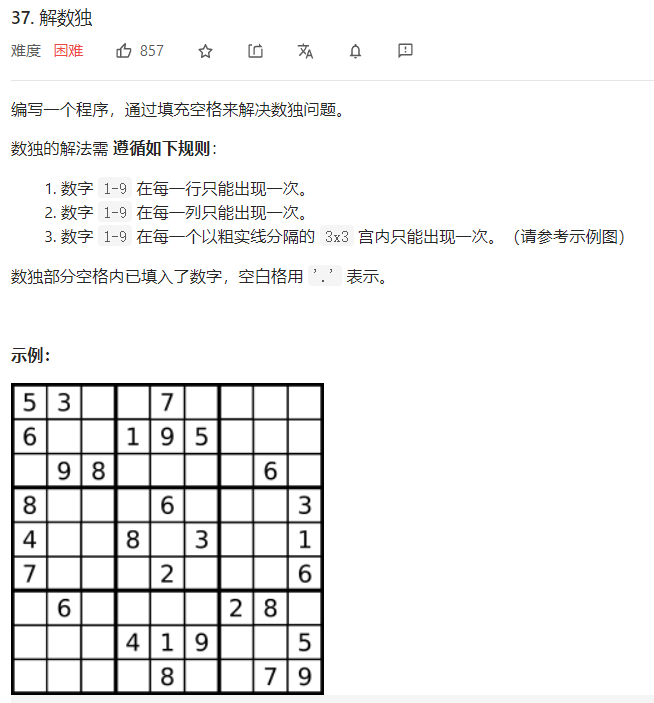 37. 解数独
难度 困难 857
编写一个程序，通过填充空格来解决数独问题。
数独的解法需 遵循如下规则：
1. 数字 1-9 在每一行只能出现一次。
2. 数字 1-9 在每一列只能出现一次。
3. 数字 1-9 在每一个以粗实线分隔的 3x3 宫内只能出现一次。（请参考示例图）
数独部分空格内已填入了数字，空白格用 '.' 表示。
示例：
5 3 7
6 1 9 5
9 8 6
8 6 3
4 8 3 1
7 2 6
6 2 8
4 1 9 5
8 7 9